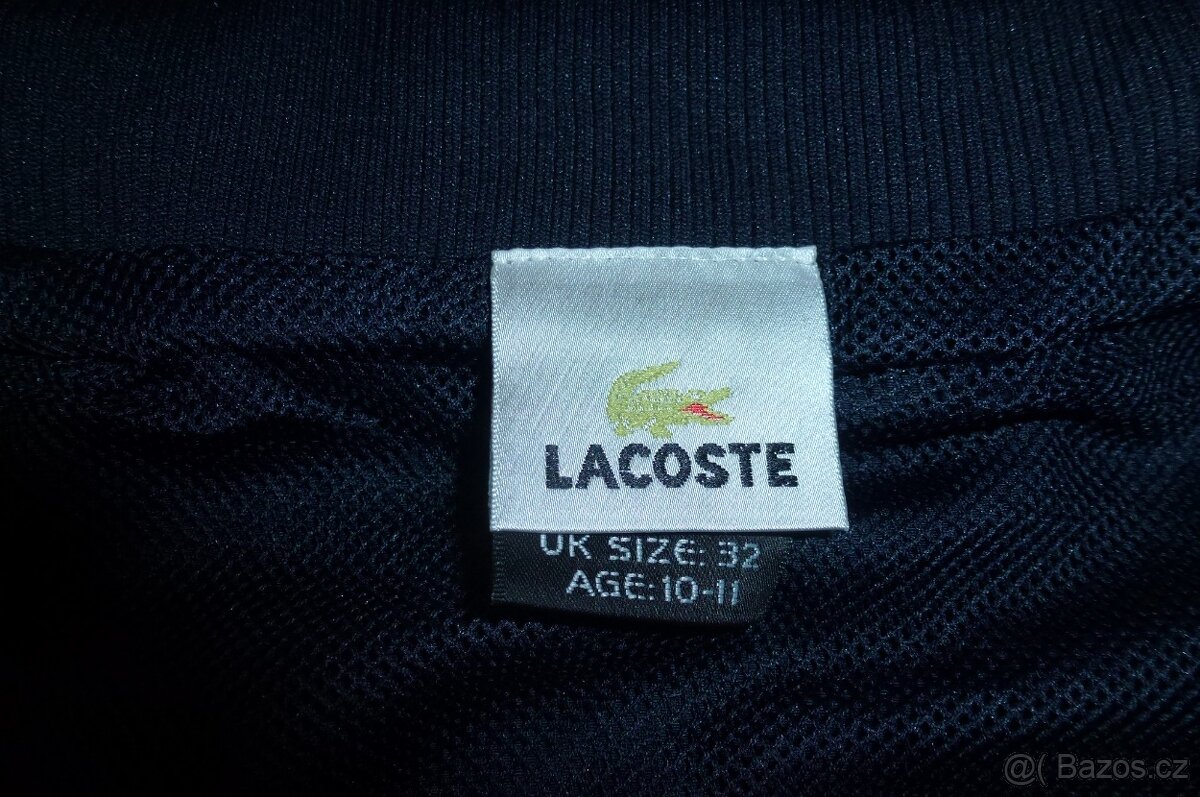 LACOSTE
UK SIZE: 32
AGE: 10-11
@( Bazos.cz